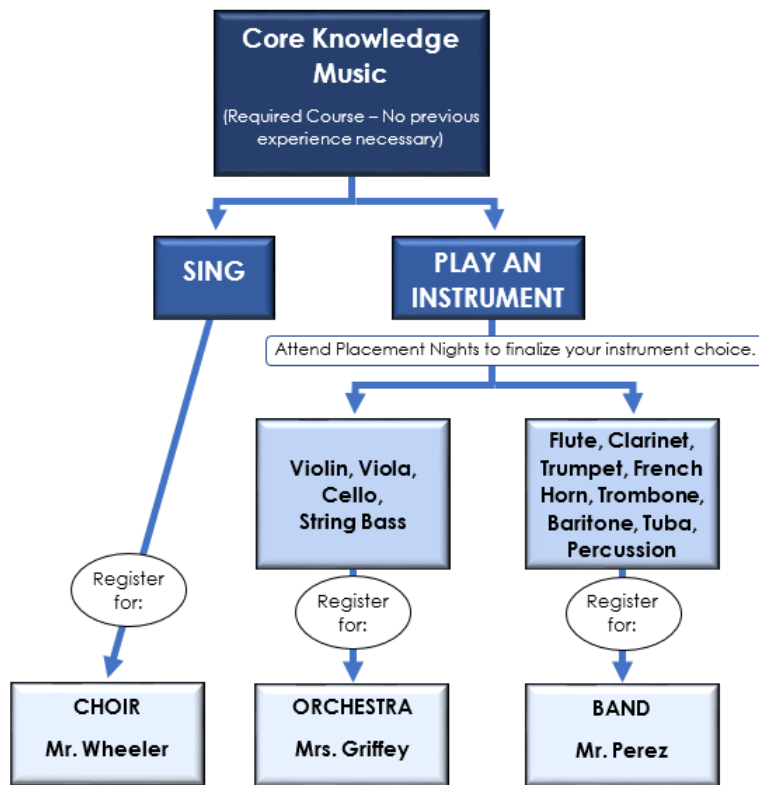 Core Knowledge
Music
(Required Course – No previous
experience necessary)
SING
PLAY AN
INSTRUMENT
Attend Placement Nights to finalize your instrument choice.
Violin, Viola,
Cello,
String Bass
Flute, Clarinet,
Trumpet, French
Horn, Trombone,
Baritone, Tuba,
Percussion
Register
for:
Register
for:
Register
for:
CHOIR
Mr. Wheeler
ORCHESTRA
Mrs. Griffey
BAND
Mr. Perez